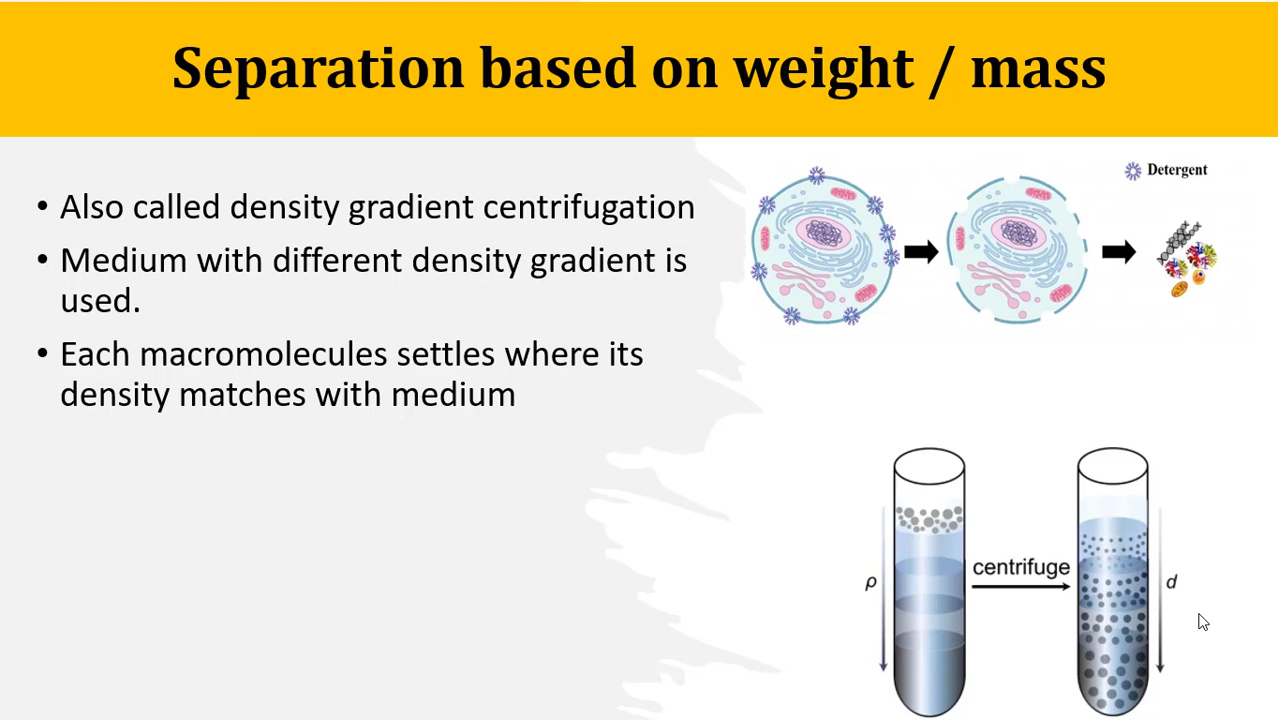 Separation based on weight / mass
• Also called density gradient centrifugation
• Medium with different density gradient is
used.
• Each macromolecules settles where its
density matches with medium
Detergent
ρ
centrifuge
d